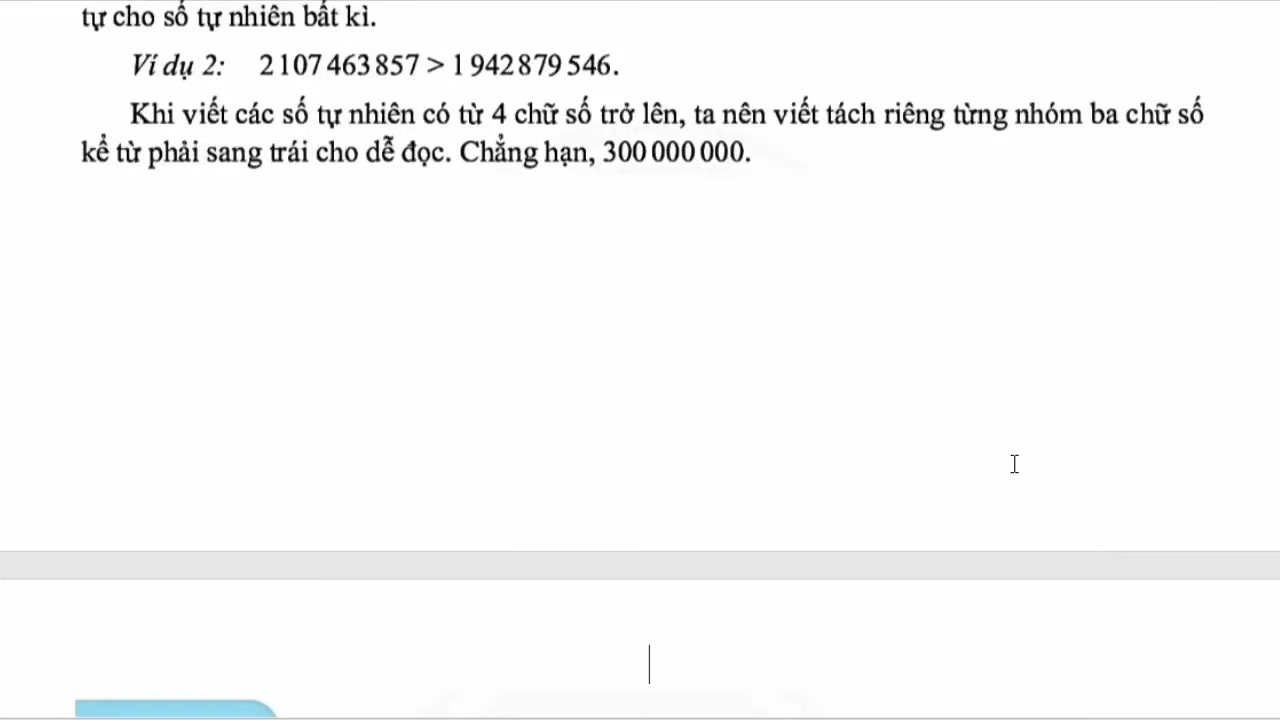 tự cho số tự nhiên bất kì.
Ví dụ 2: 2 107 463 857 > 1 942 879 546.
Khi viết các số tự nhiên có từ 4 chữ số trở lên, ta nên viết tách riêng từng nhóm ba chữ số
kể từ phải sang trái cho dễ đọc. Chẳng hạn, 300 000 000.